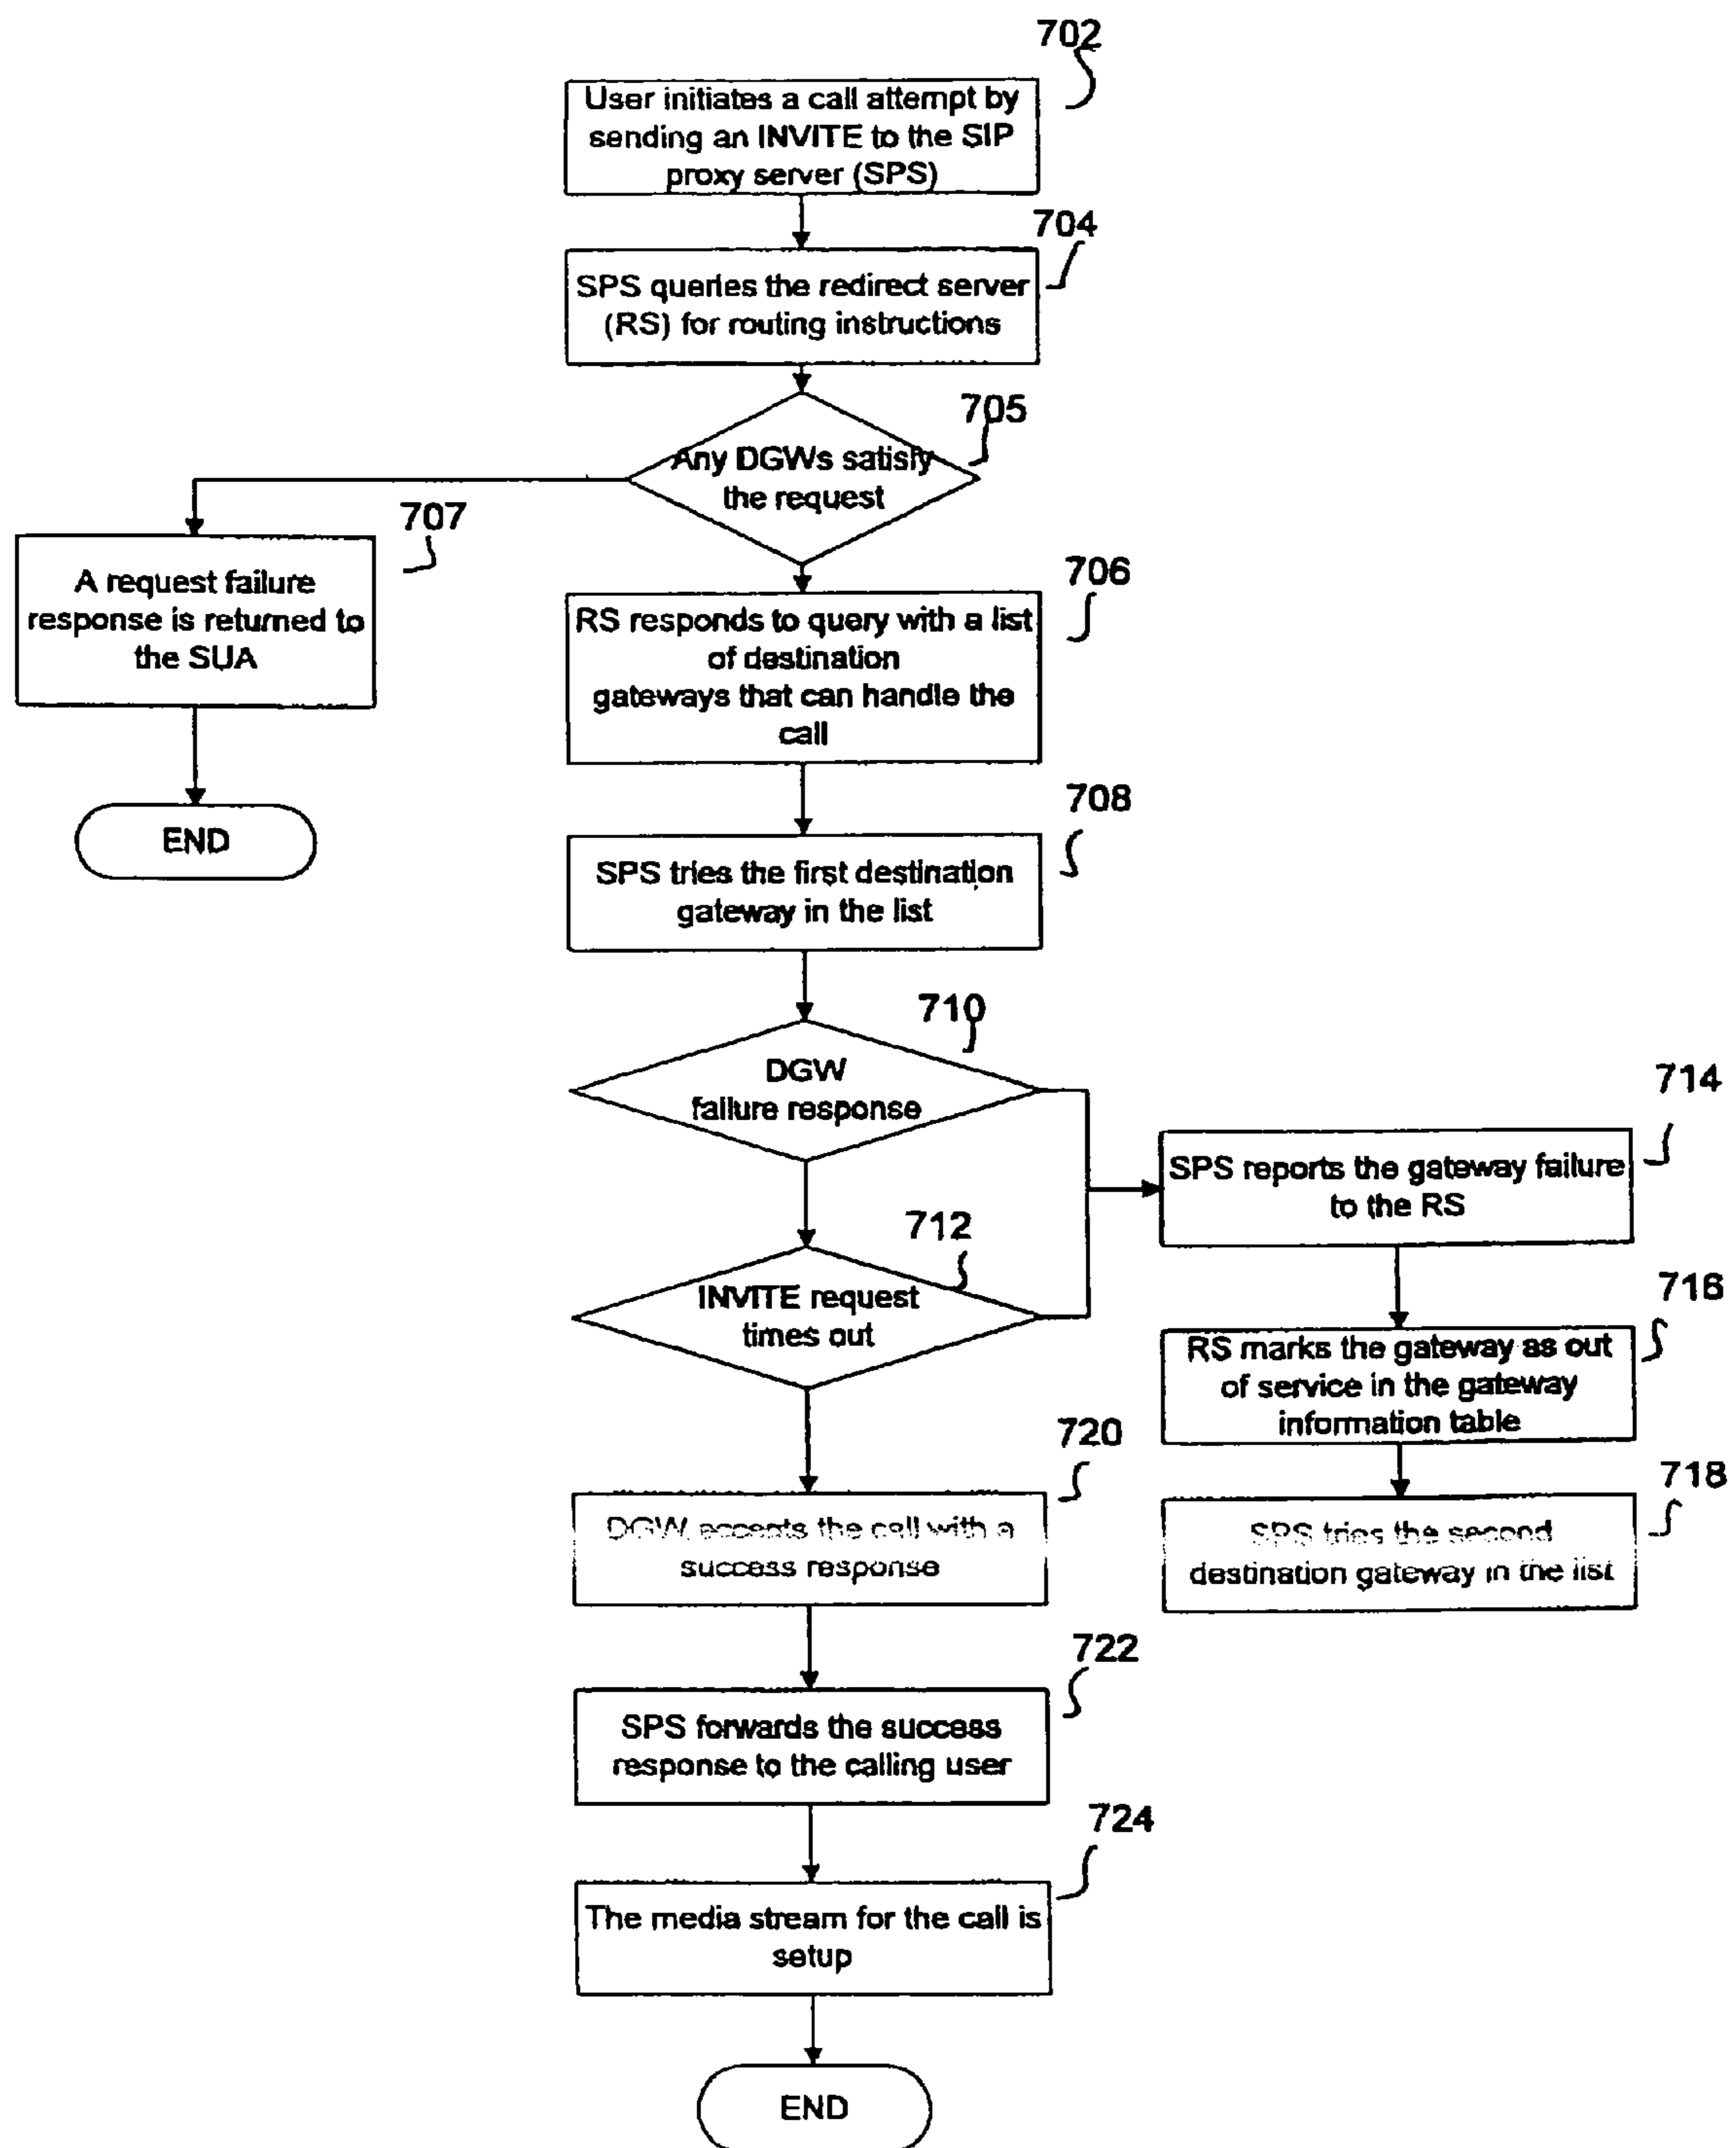 702
User initiates a call attempt by
sending an INVITE to the SIP
proxy server (SPS)
704
SPS queries the redirect server
(RS) for routing instructions
705
Any DGWs satisfy
the request
707
A request failure
response is returned to
the SUA
END
706
RS responds to query with a list
of destination
gateways that can handle the
call
708
SPS tries the first destination
gateway in the list
710
DGW
failure response
712
INVITE request
times out
714
SPS reports the gateway failure
to the RS
716
RS marks the gateway as out
of service in the gateway
information table
718
SPS tries the second
destination gateway in the list
720
DGW accepts the call with a
success response
722
SPS forwards the success
response to the calling user
724
The media stream for the call is
setup
END